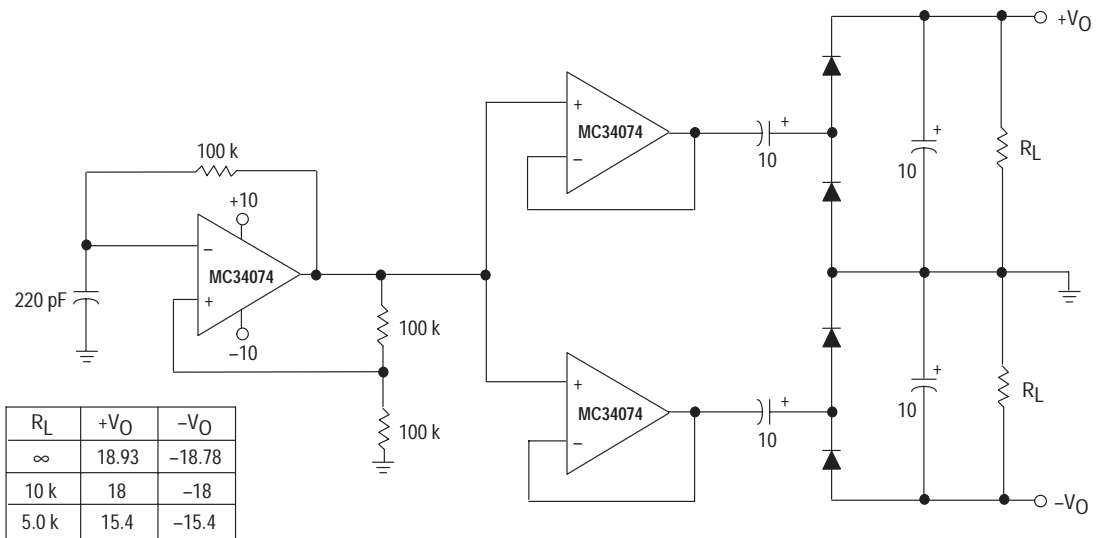 +VO
+
MC34074
−
+
10
+
10
RL
100 k
+10
−
MC34074
+
−10
220 pF
100 k
100 k
+
MC34074
−
+
10
+
10
RL
−VO
RL +VO −VO
∞ 18.93 −18.78
10 k 18 −18
5.0 k 15.4 −15.4